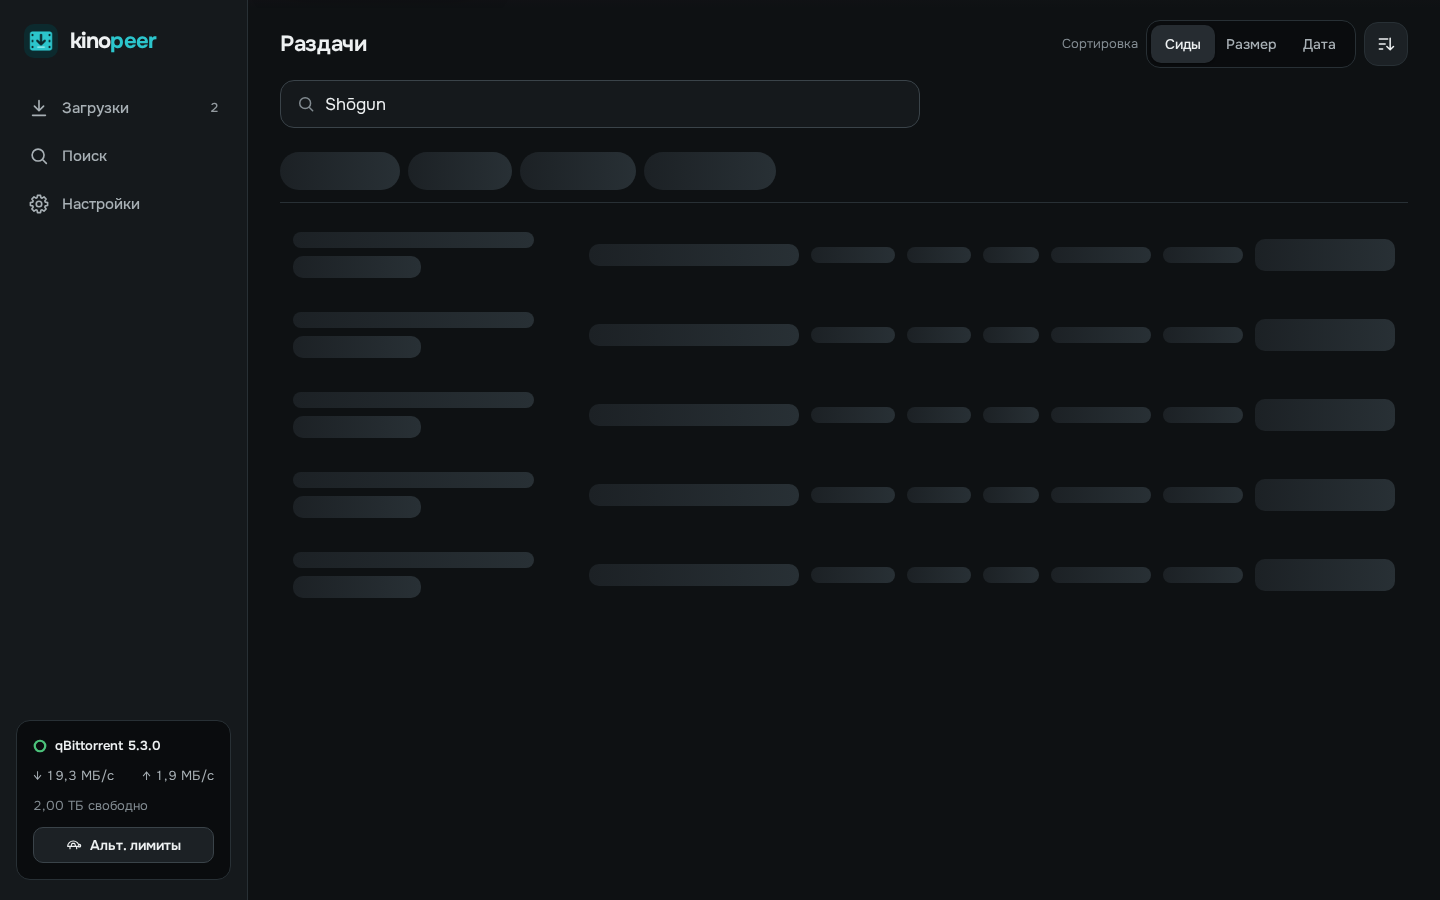 kinopeer
Загрузки 2
Поиск
Настройки
Раздачи
Сортировка Сиды Размер Дата
Shōgun
qBittorrent 5.3.0
↓ 19,3 МБ/с ↑ 1,9 МБ/с
2,00 ТБ свободно
Альт. лимиты